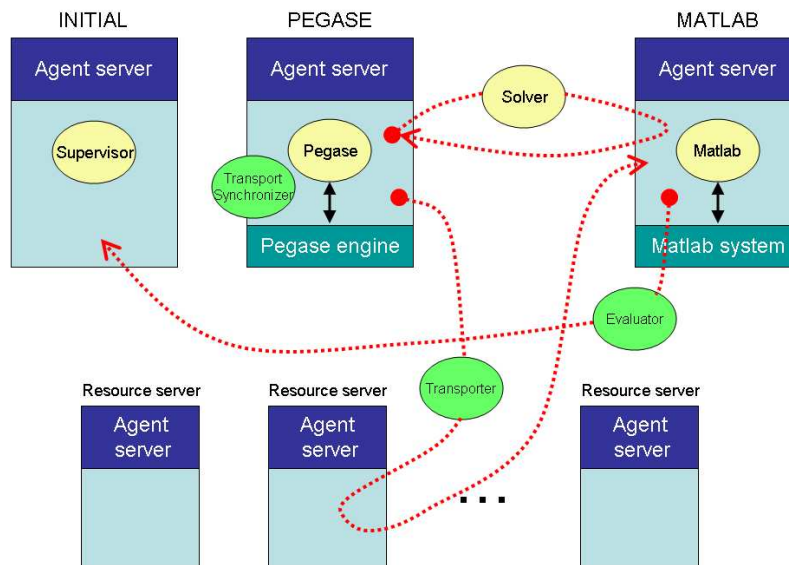 INITIAL
PEGASE
MATLAB
Agent server
Agent server
Agent server
Solver
Supervisor
Pegase
Matlab
Transport
Synchronizer
Pegase engine
Matlab system
Evaluator
Resource server
Resource server
Transporter
Resource server
Agent
server
Agent
server
Agent
server
. . .